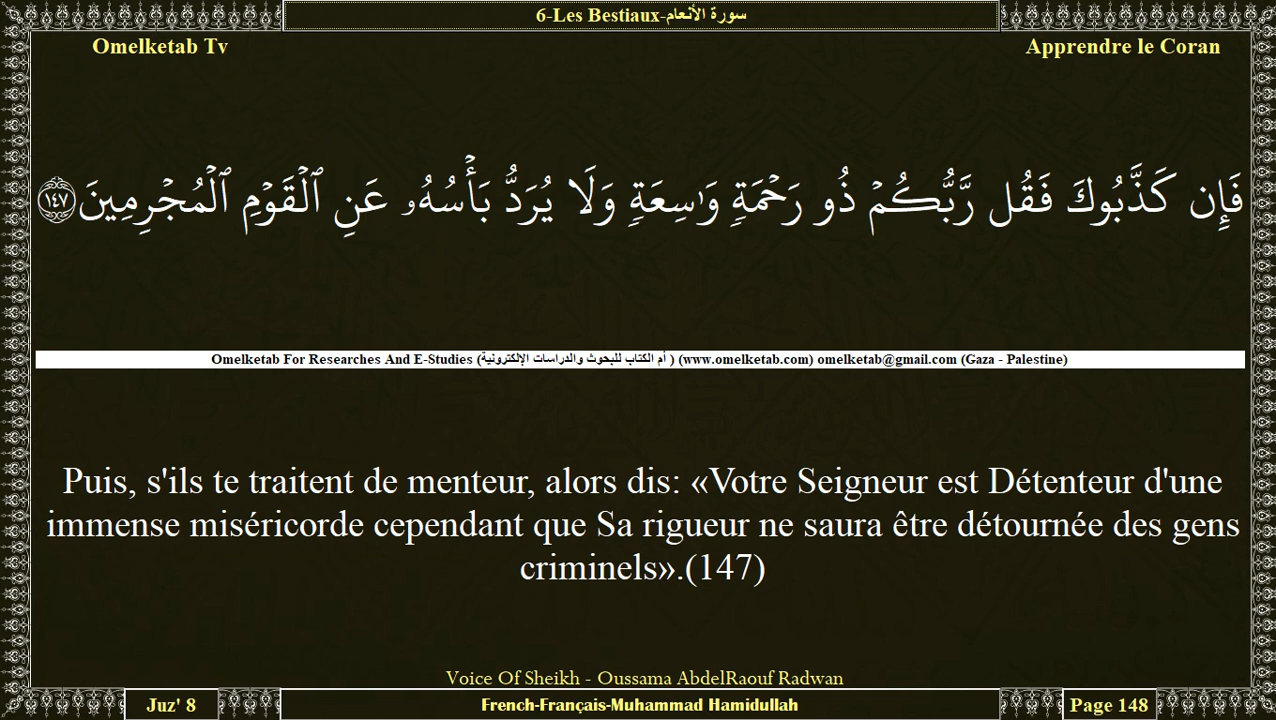 6-Les Bestiaux-سورة الأنعام
Omelketab Tv
Apprendre le Coran
فَإِن كَذَّبُوكَ فَقُل رَّبُّكُمۡ ذُو رَحۡمَةٖ وَٰسِعَةٖ وَلَا يُرَدُّ بَأۡسُهُۥ عَنِ ٱلۡقَوۡمِ ٱلۡمُجۡرِمِينَ ١٤٧
Omelketab For Researches And E-Studies (أم الكتاب للبحوث والدراسات الإلكترونية ) (www.omelketab.com) omelketab@gmail.com (Gaza - Palestine)
Puis, s'ils te traitent de menteur, alors dis: «Votre Seigneur est Détenteur d'une
immense miséricorde cependant que Sa rigueur ne saura être détournée des gens
criminels».(147)
Voice Of Sheikh - Oussama AbdelRaouf Radwan
Juz' 8
French-Français-Muhammad Hamidullah
Page 148